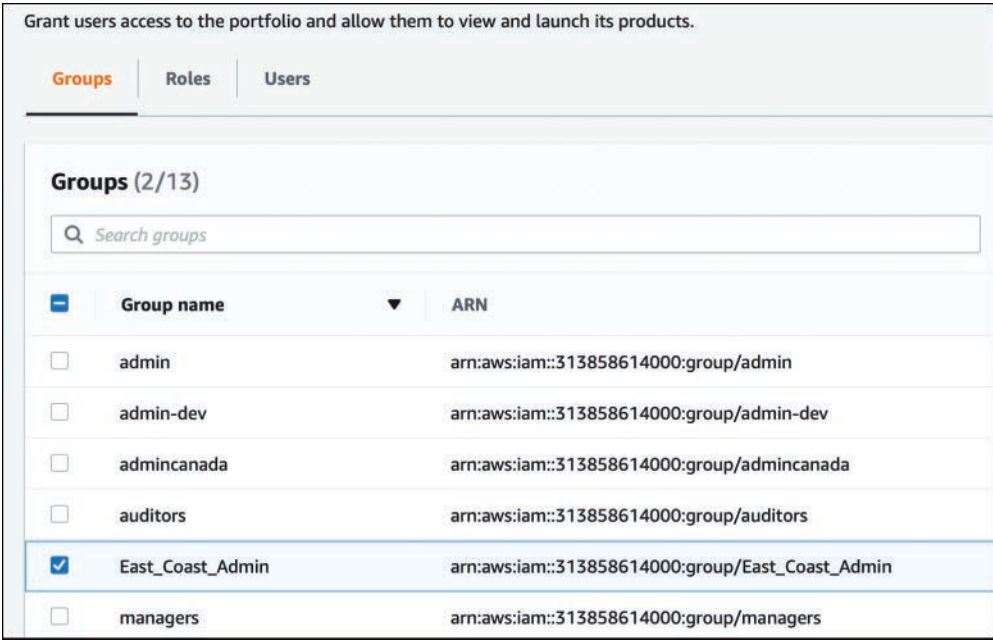 Grant users access to the portfolio and allow them to view and launch its products.
Groups Roles Users
Groups (2/13)
Search groups
Group name ARN
admin arn:aws:iam::313858614000:group/admin
admin-dev arn:aws:iam::313858614000:group/admin-dev
admincanada arn:aws:iam::313858614000:group/admincanada
auditors arn:aws:iam::313858614000:group/auditors
East_Coast_Admin arn:aws:iam::313858614000:group/East_Coast_Admin
managers arn:aws:iam::313858614000:group/managers